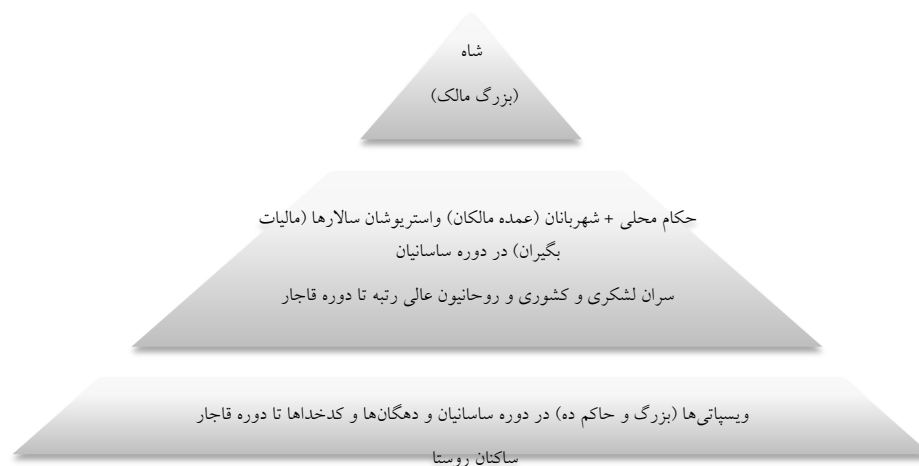 شاه
(بزرگ مالک)
حکام محلی + شهربانان (عمده مالکان) واستریوشان سالارها (مالیات
بگیران) در دوره ساسانیان
سران لشکری و کشوری و روحانیون عالی رتبه تا دوره قاجار
ویسپاتی‌ها (بزرگ و حاکم ده) در دوره ساسانیان و دهگان‌ها و کدخداها تا دوره قاجار
ساکنان روستا